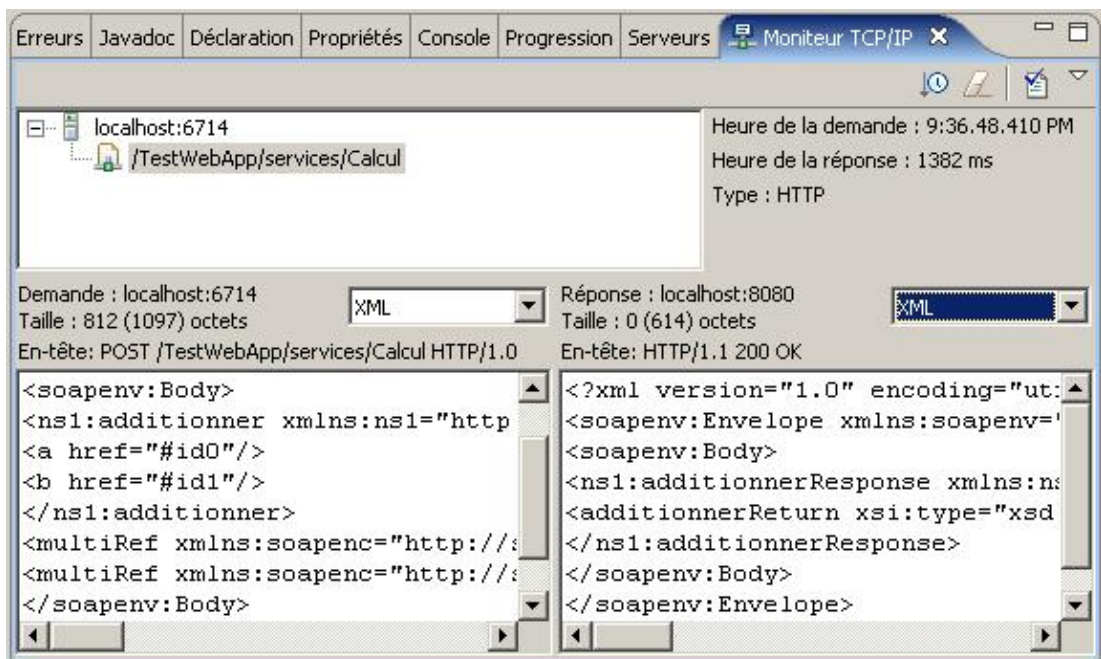 Erreurs Javadoc Déclaration Propriétés Console Progression Serveurs Moniteur TCP/IP
localhost:6714
/TestWebApp/services/Calcul
Heure de la demande : 9:36.48.410 PM
Heure de la réponse : 1382 ms
Type : HTTP
Demande : localhost:6714
Taille : 812 (1097) octets
XML
En-tête: POST /TestWebApp/services/Calcul HTTP/1.0
Réponse : localhost:8080
Taille : 0 (614) octets
XML
En-tête: HTTP/1.1 200 OK
<soapenv:Body>
<ns1:additionner xmlns:ns1="http
<a href="#id0"/>
<b href="#id1"/>
</ns1:additionner>
<multiRef xmlns:soapenc="http://s
<multiRef xmlns:soapenc="http://s
</soapenv:Body>
<?xml version="1.0" encoding="ut
<soapenv:Envelope xmlns:soapenv="
<soapenv:Body>
<ns1:additionnerResponse xmlns:ns
<additionnerReturn xsi:type="xsd
</ns1:additionnerResponse>
</soapenv:Body>
</soapenv:Envelope>